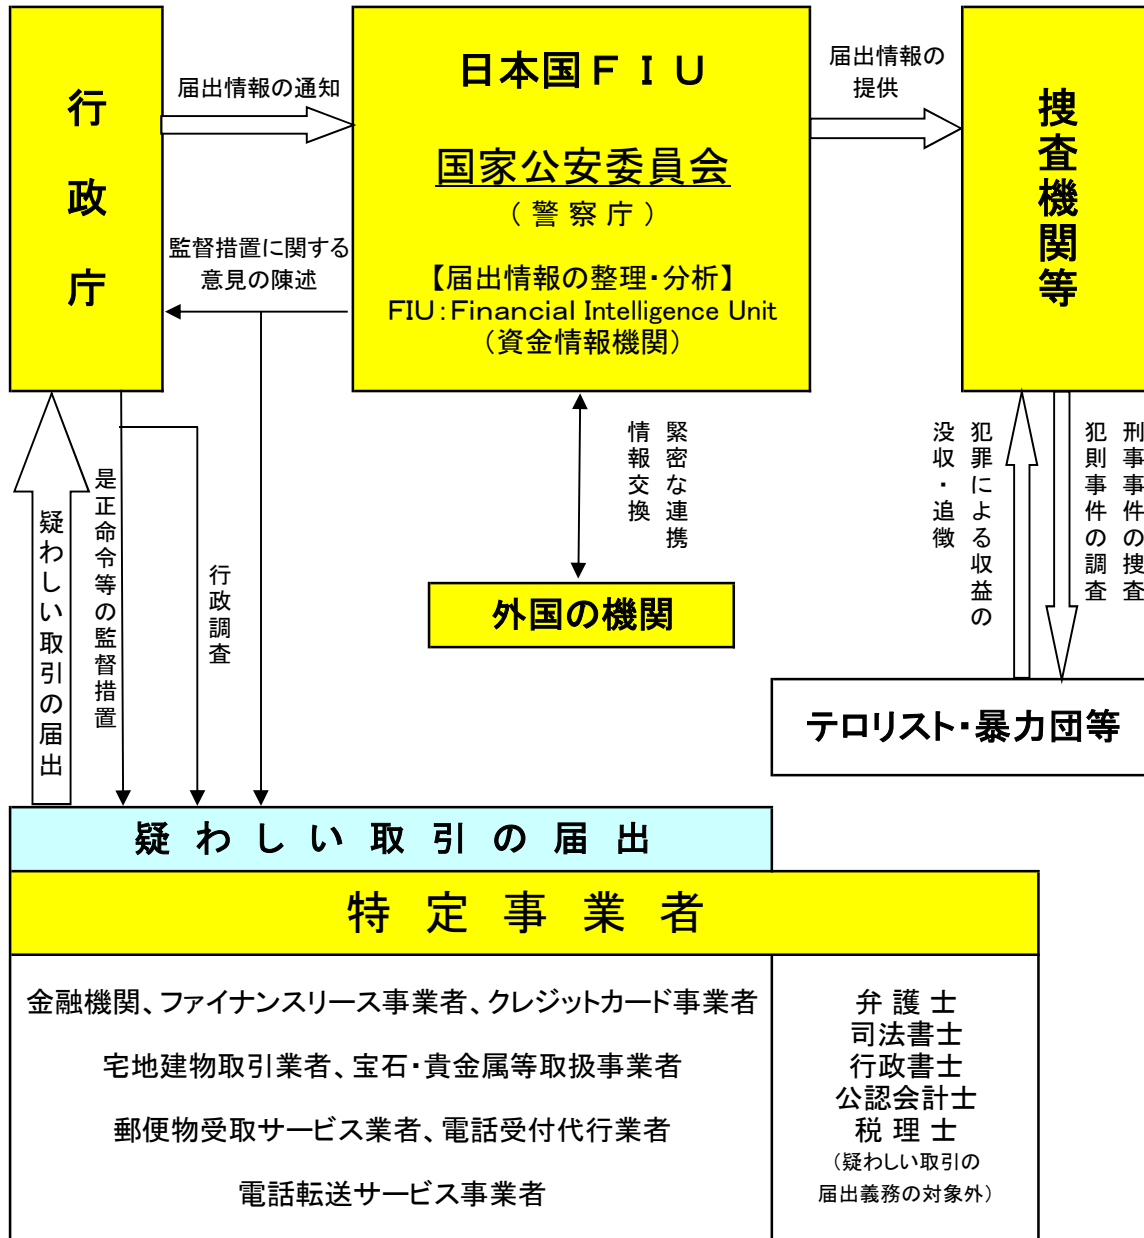 行政庁
届出情報の通知
監督措置に関する
意見の陳述
日本国ＦＩＵ
国家公安委員会
（警察庁）
【届出情報の整理・分析】
FIU：Financial Intelligence Unit
（資金情報機関）
届出情報の
提供
捜査機関等
疑わしい取引の届出
是正命令等の監督措置
行政調査
緊密な連携
情報交換
外国の機関
犯罪による収益の
没収・追徴
刑事事件の捜査
犯則事件の調査
テロリスト・暴力団等
疑わしい取引の届出
特定事業者
金融機関、ファイナンスリース事業者、クレジットカード事業者
宅地建物取引業者、宝石・貴金属等取扱事業者
郵便物受取サービス業者、電話受付代行業者
電話転送サービス事業者
弁護士
司法書士
行政書士
公認会計士
税理士
（疑わしい取引の
届出義務の対象外）